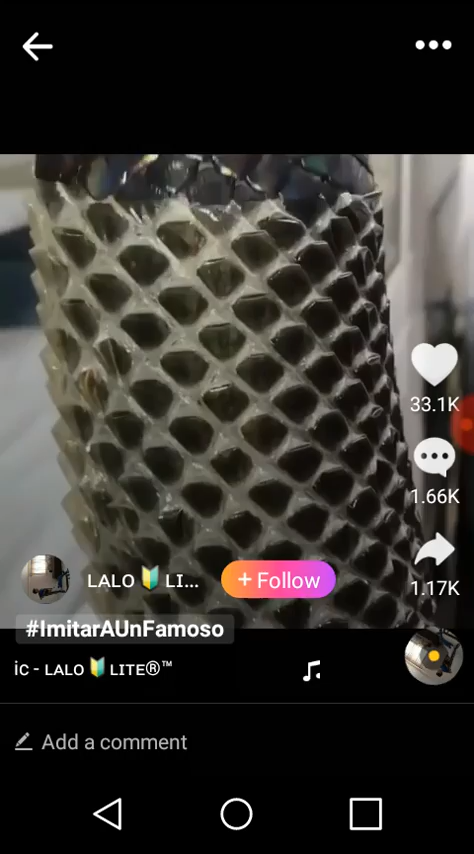 33.1K
1.66K
1.17K
LALO🔰LI...
+ Follow
#ImitarAUnFamoso
ic - LALO🔰LITE®™
Add a comment